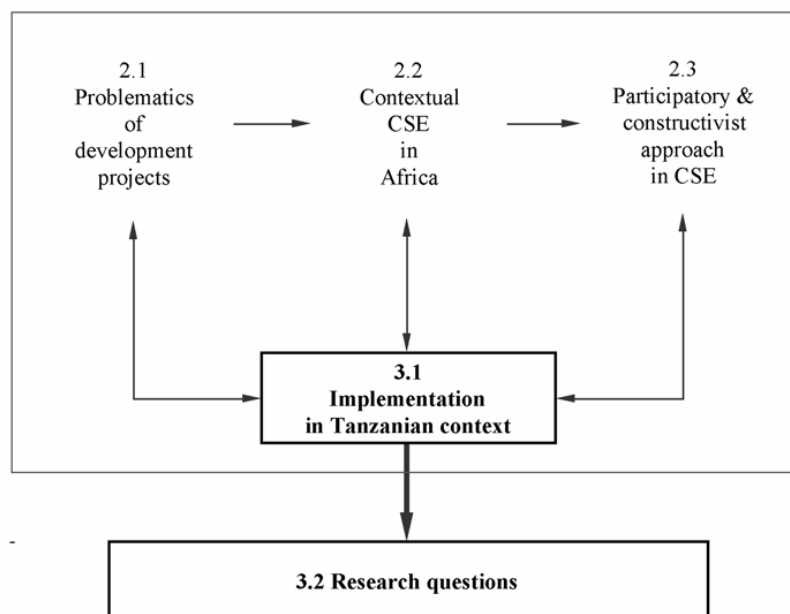 2.1
Problematics
of
development
projects
2.2
Contextual
CSE
in
Africa
2.3
Participatory &
constructivist
approach
in CSE
3.1
Implementation
in Tanzanian context
3.2 Research questions